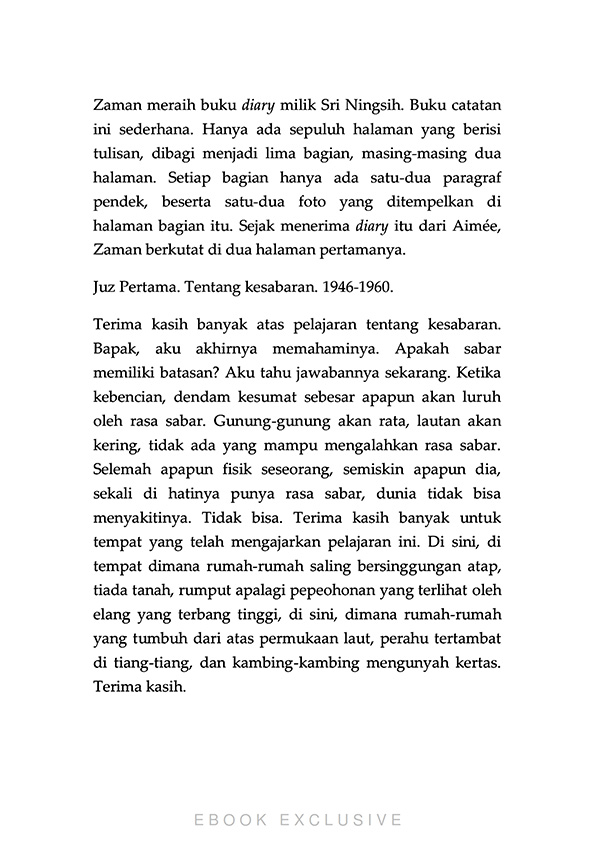 Zaman meraih buku diary milik Sri Ningsih. Buku catatan
ini sederhana. Hanya ada sepuluh halaman yang berisi
tulisan, dibagi menjadi lima bagian, masing-masing dua
halaman. Setiap bagian hanya ada satu-dua paragraf
pendek, beserta satu-dua foto yang ditempelkan di
halaman bagian itu. Sejak menerima diary itu dari Aimée,
Zaman berkutat di dua halaman pertamanya.
Juz Pertama. Tentang kesabaran. 1946-1960.
Terima kasih banyak atas pelajaran tentang kesabaran.
Bapak, aku akhirnya memahaminya. Apakah sabar
memiliki batasan? Aku tahu jawabannya sekarang. Ketika
kebencian, dendam kesumat sebesar apapun akan luruh
oleh rasa sabar. Gunung-gunung akan rata, lautan akan
kering, tidak ada yang mampu mengalahkan rasa sabar.
Selemah apapun fisik seseorang, semiskin apapun dia,
sekali di hatinya punya rasa sabar, dunia tidak bisa
menyakitinya. Tidak bisa. Terima kasih banyak untuk
tempat yang telah mengajarkan pelajaran ini. Di sini, di
tempat dimana rumah-rumah saling bersinggungan atap,
tiada tanah, rumput apalagi pepeohonan yang terlihat oleh
elang yang terbang tinggi, di sini, dimana rumah-rumah
yang tumbuh dari atas permukaan laut, perahu tertambat
di tiang-tiang, dan kambing-kambing mengunyah kertas.
Terima kasih.
EBOOK EXCLUSIVE